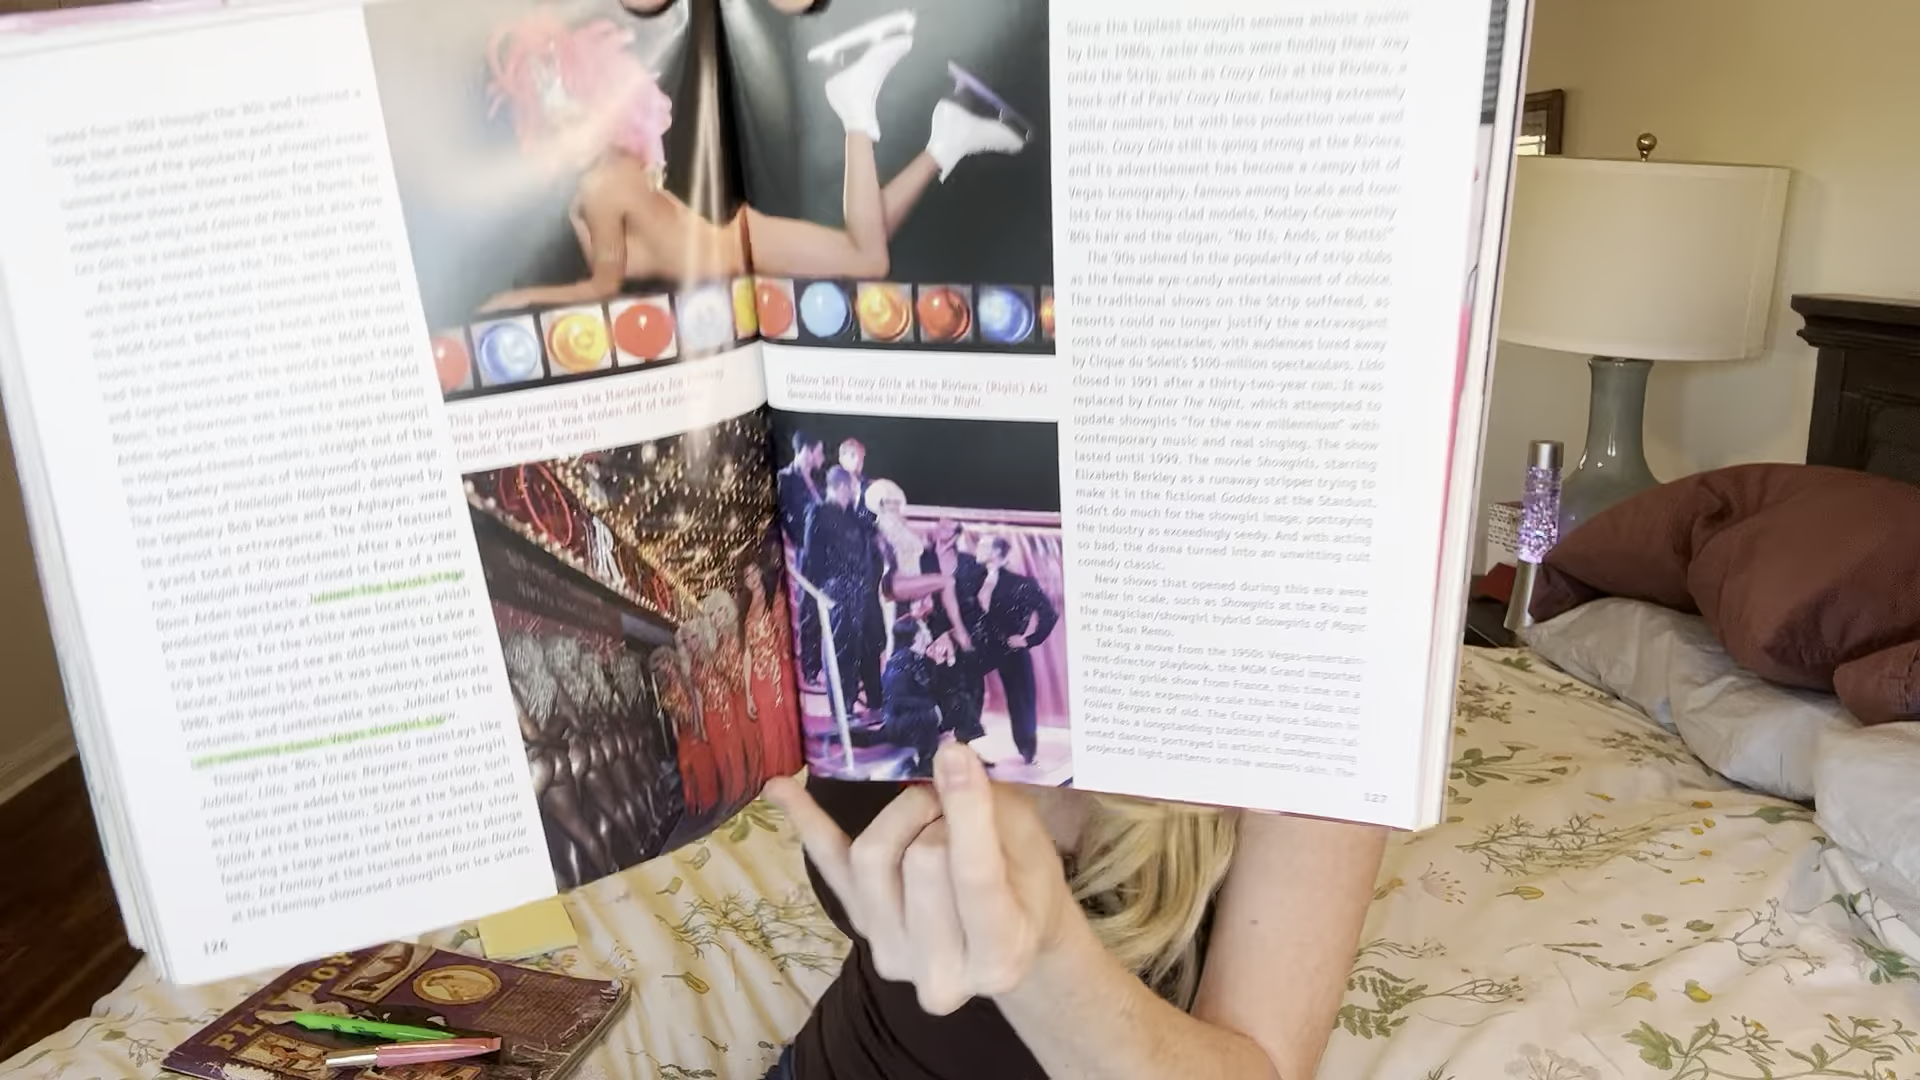 lasted from 1963 through the '80s and featured a
stage that moved out into the audience.
Indicative of the popularity of showgirl enter-
tainment at the time, there was room for more than
one of these shows at some resorts. The Dunes, for
example, not only had Casino de Paris but also Vive
Les Girls, in a smaller theater on a smaller stage.
As Vegas moved into the '70s, larger resorts
with more and more hotel rooms were sprouting
up, such as Kirk Kerkorian's International Hotel and
his MGM Grand. Befitting the hotel, with the most
rooms in the world at the time, the MGM Grand
had the showroom with the world's largest stage
and largest backstage area. Dubbed the Ziegfeld
Room, the showroom was home to another Donn
Arden spectacle, this one with the Vegas showgirl
in Hollywood-themed numbers, straight out of the
Busby Berkeley musicals of Hollywood's golden age.
The costumes of Hallelujah Hollywood!, designed by
the legendary Bob Mackie and Ray Aghayan, were
the utmost in extravagance. The show featured
a grand total of 700 costumes! After a six-year
run, Hallelujah Hollywood! closed in favor of a new
Donn Arden spectacle, Jubilee! The lavish stage
production still plays at the same location, which
is now Bally's. For the visitor who wants to take a
trip back in time and see an old-school Vegas spec-
tacular, Jubilee! is just as it was when it opened in
1980, with showgirls, dancers, showboys, elaborate
costumes, and unbelievable sets. Jubilee! is the
last remaining classic Vegas showgirl show.
Through the '80s, in addition to mainstays like
Jubilee!, Lido, and Folies Bergere, more showgirl
spectacles were added to the tourism corridor, such
as City Lites at the Hilton, Sizzle at the Sands, and
Splash at the Riviera, the latter a variety show
featuring a large water tank for dancers to plunge
into. Ice Fantasy at the Hacienda and Razzle Dazzle
at the Flamingo showcased showgirls on ice skates.
126
This photo promoting the Hacienda's Ice Fantasy
was so popular, it was stolen off of taxis
(model: Tracey Vaccaro).
(Below left) Crazy Girls at the Riviera. (Right) Aki
descends the stairs in Enter The Night.
Since the topless showgirl seemed almost quaint
by the 1980s, racier shows were finding their way
onto the Strip, such as Crazy Girls at the Riviera, a
knock-off of Paris' Crazy Horse, featuring extremely
similar numbers, but with less production value and
polish. Crazy Girls still is going strong at the Riviera,
and its advertisement has become a campy bit of
Vegas iconography, famous among locals and tour-
ists for its thong-clad models, Motley Crue-worthy
'80s hair and the slogan, "No Ifs, Ands, or Butts!"
The '90s ushered in the popularity of strip clubs
as the female eye-candy entertainment of choice.
The traditional shows on the Strip suffered, as
resorts could no longer justify the extravagant
costs of such spectacles, with audiences lured away
by Cirque du Soleil's $100-million spectaculars. Lido
closed in 1991 after a thirty-two-year run. It was
replaced by Enter The Night, which attempted to
update showgirls "for the new millennium" with
contemporary music and real singing. The show
lasted until 1999. The movie Showgirls, starring
Elizabeth Berkley as a runaway stripper trying to
make it in the fictional Goddess at the Stardust,
didn't do much for the showgirl image, portraying
the industry as exceedingly seedy. And with acting
so bad, the drama turned into an unwitting cult
comedy classic.
New shows that opened during this era were
smaller in scale, such as Showgirls at the Rio and
the magician/showgirl hybrid Showgirls of Magic
at the San Remo.
Taking a move from the 1950s Vegas-entertain-
ment-director playbook, the MGM Grand imported
a Parisian girlie show from France, this time on a
smaller, less expensive scale than the Lidos and
Folies Bergeres of old. The Crazy Horse Saloon in
Paris has a longstanding tradition of gorgeous, tal-
ented dancers portrayed in artistic numbers using
projected light patterns on the women's skin. The
127
PLAYBOY